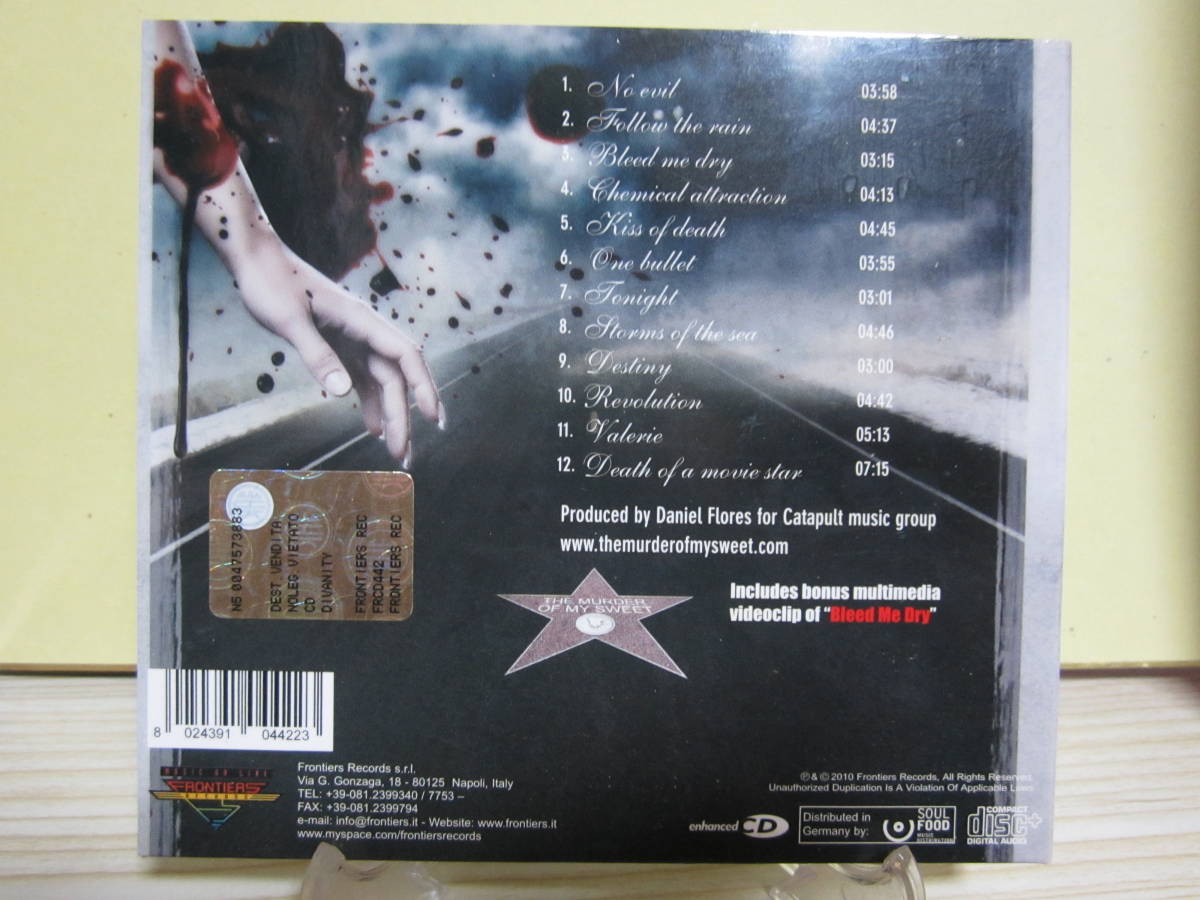 1. No evil 03:58
2. Follow the rain 04:37
3. Bleed me dry 03:15
4. Chemical attraction 04:13
5. Kiss of death 04:45
6. One bullet 03:55
7. Tonight 03:01
8. Storms of the sea 04:46
9. Destiny 03:00
10. Revolution 04:42
11. Valerie 05:13
12. Death of a movie star 07:15
Produced by Daniel Flores for Catapult music group
www.themurderofmysweet.com
THE MURDER
OF MY SWEET
Includes bonus multimedia
videoclip of "Bleed Me Dry"
N5 0047573883
DEST.VENDITA
NOLEG.VIETATO
CD
DIVANITY
FRONTIERS REC
FRCD442
FRONTIERS REC
8 024391 044223
MUSIC ON LINE
FRONTIERS
RECORDS
Frontiers Records s.r.l.
Via G. Gonzaga, 18 - 80125 Napoli, Italy
TEL: +39-081.2399340 / 7753 –
FAX: +39-081.2399794
e-mail: info@frontiers.it - Website: www.frontiers.it
www.myspace.com/frontiersrecords
℗ & © 2010 Frontiers Records, All Rights Reserved.
Unauthorized Duplication Is A Violation Of Applicable Laws
enhanced CD
Distributed in
Germany by:
SOUL
FOOD
MUSIC
DISTRIBUTION
COMPACT
disc+
DIGITAL AUDIO